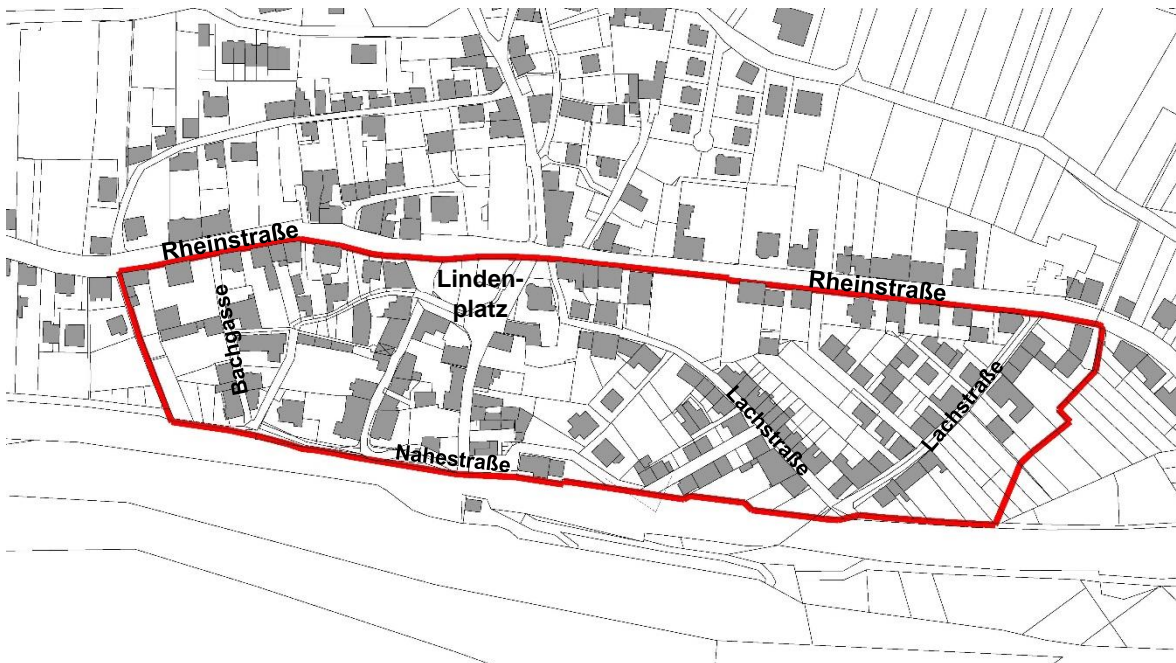 Rheinstraße
Linden-
platz
Rheinstraße
Bachgasse
Lachstraße
Lachstraße
Nahestraße